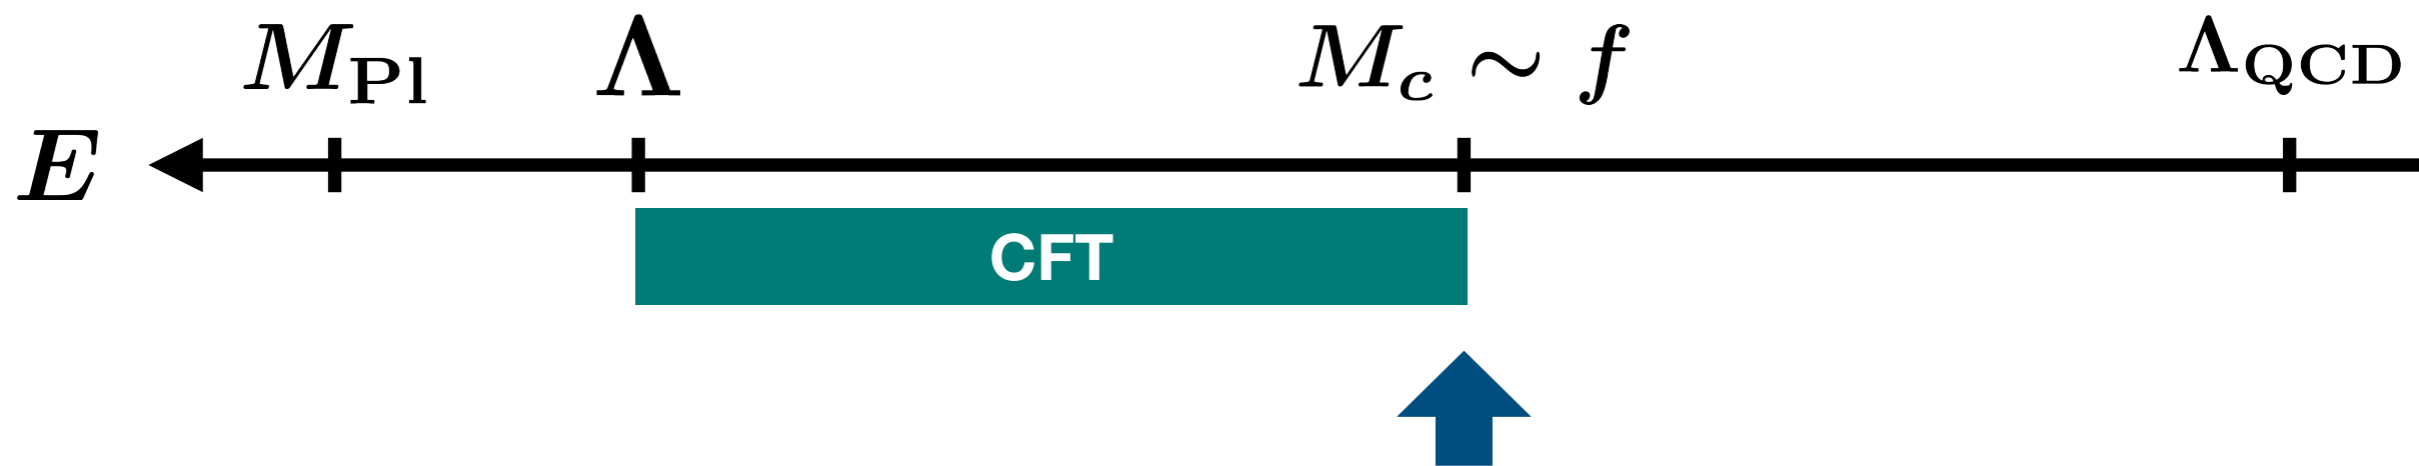 M_Pl Λ M_c ∼ f Λ_QCD
E
CFT